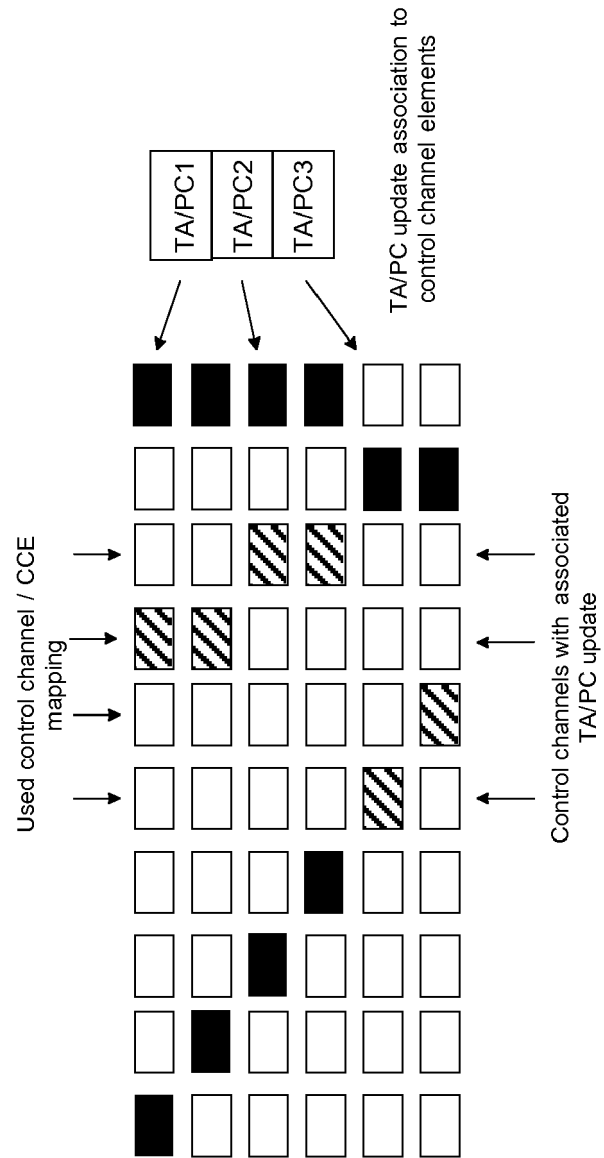 Used control channel / CCE
mapping
TA/PC1
TA/PC2
TA/PC3
TA/PC update association to
control channel elements
Control channels with associated
TA/PC update